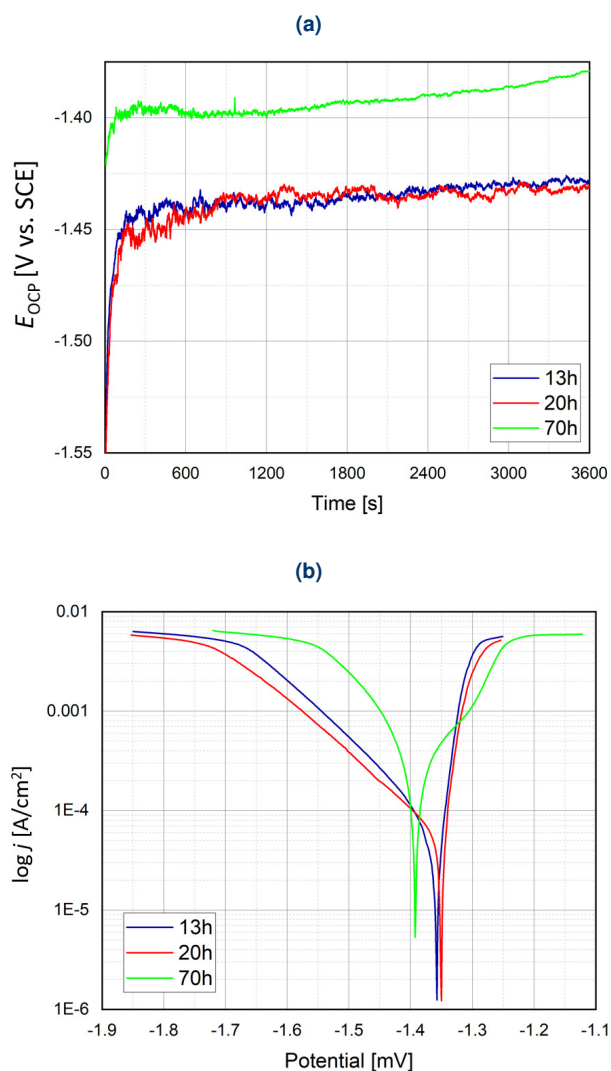 (a)
E_OCP [V vs. SCE]
-1.40
-1.45
-1.50
-1.55
0 600 1200 1800 2400 3000 3600
Time [s]
13h
20h
70h
(b)
log j [A/cm²]
0.01
0.001
1E-4
1E-5
1E-6
-1.9 -1.8 -1.7 -1.6 -1.5 -1.4 -1.3 -1.2 -1.1
Potential [mV]
13h
20h
70h